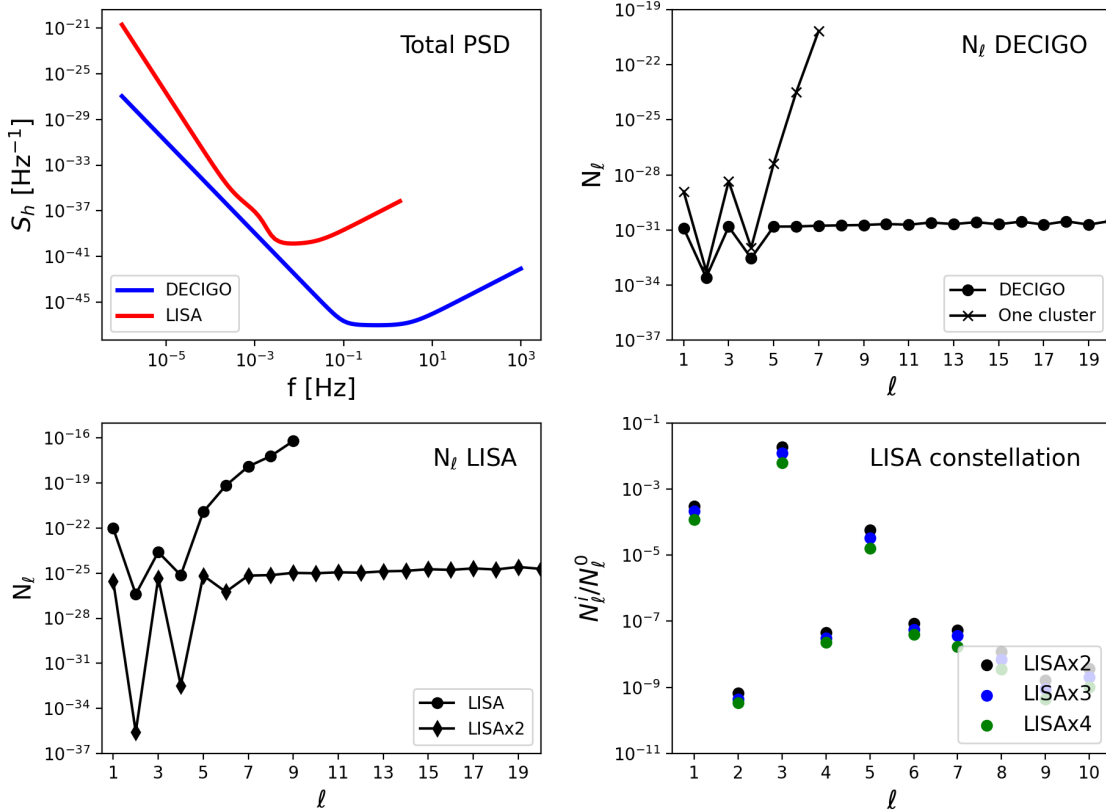 Total PSD
S_h [Hz^{-1}]
10^{-21}
10^{-25}
10^{-29}
10^{-33}
10^{-37}
10^{-41}
10^{-45}
DECIGO
LISA
10^{-5} 10^{-3} 10^{-1} 10^{1} 10^{3}
f [Hz]
N_ℓ DECIGO
N_ℓ
10^{-19}
10^{-22}
10^{-25}
10^{-28}
10^{-31}
10^{-34}
10^{-37}
DECIGO
One cluster
1 3 5 7 9 11 13 15 17 19
ℓ
N_ℓ LISA
N_ℓ
10^{-16}
10^{-19}
10^{-22}
10^{-25}
10^{-28}
10^{-31}
10^{-34}
10^{-37}
LISA
LISAx2
1 3 5 7 9 11 13 15 17 19
ℓ
LISA constellation
N_ℓ^i/N_ℓ^0
10^{-1}
10^{-3}
10^{-5}
10^{-7}
10^{-9}
10^{-11}
LISAx2
LISAx3
LISAx4
1 2 3 4 5 6 7 8 9 10
ℓ